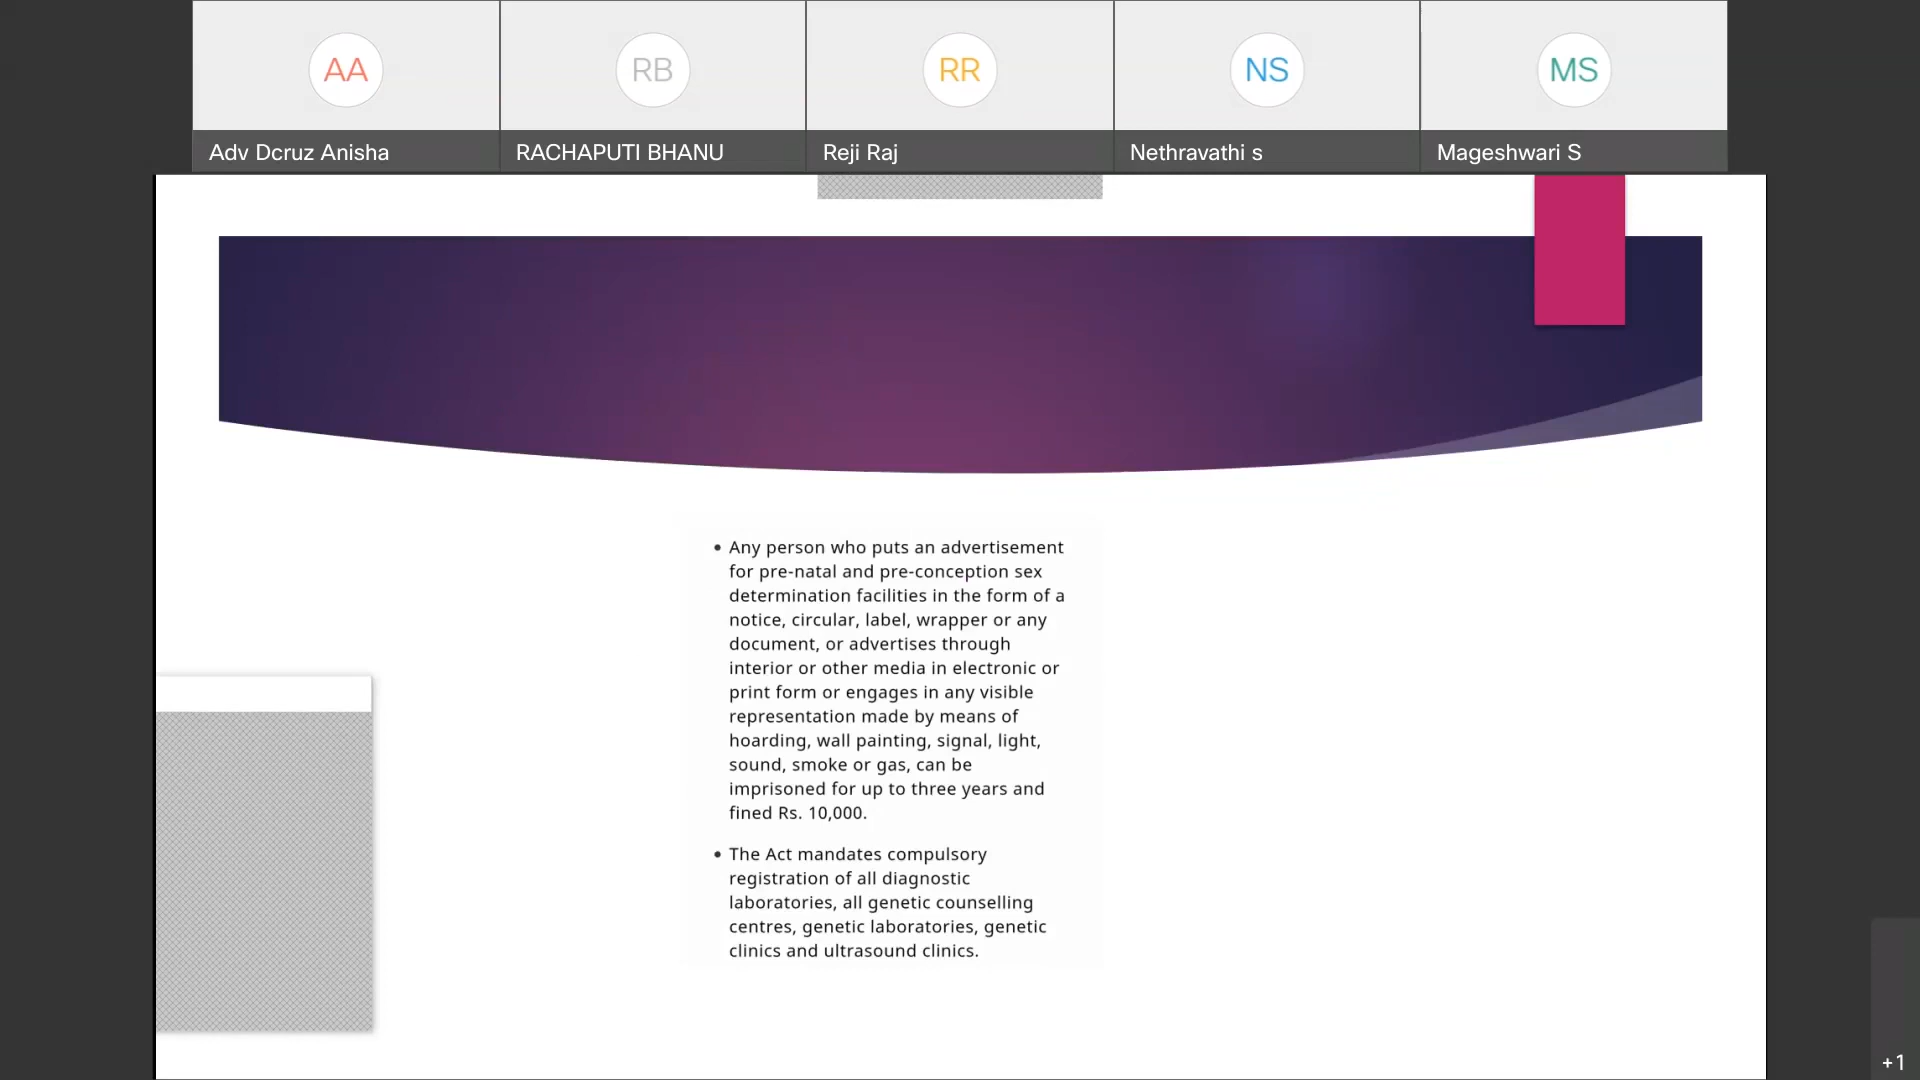 AA
RB
RR
NS
MS
Adv Dcruz Anisha
RACHAPUTI BHANU
Reji Raj
Nethravathi s
Mageshwari S
• Any person who puts an advertisement
for pre-natal and pre-conception sex
determination facilities in the form of a
notice, circular, label, wrapper or any
document, or advertises through
interior or other media in electronic or
print form or engages in any visible
representation made by means of
hoarding, wall painting, signal, light,
sound, smoke or gas, can be
imprisoned for up to three years and
fined Rs. 10,000.
• The Act mandates compulsory
registration of all diagnostic
laboratories, all genetic counselling
centres, genetic laboratories, genetic
clinics and ultrasound clinics.
+1